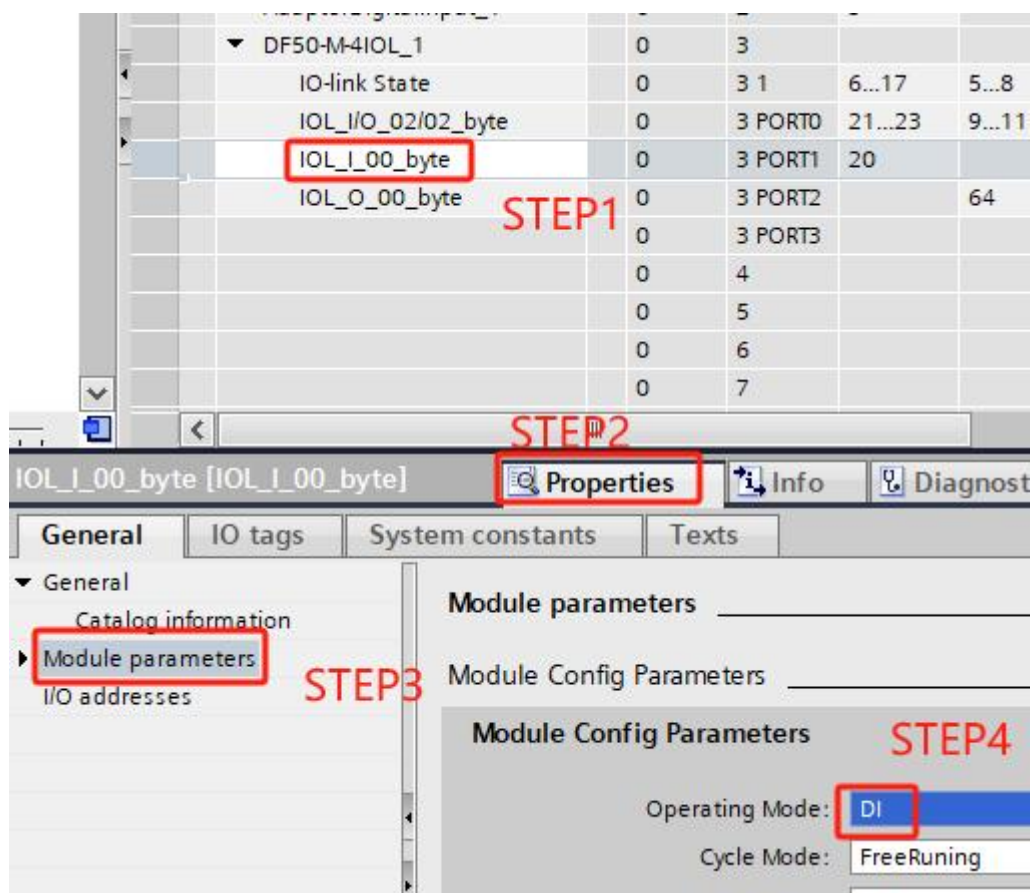 DF50-M-4IOL_1 0 3
IO-link State 0 3 1 6...17 5...8
IOL_I/O_02/02_byte 0 3 PORT0 21...23 9...11
IOL_I_00_byte 0 3 PORT1 20
IOL_O_00_byte 0 3 PORT2 64
STEP1
0 3 PORT3
0 4
0 5
0 6
0 7
STEP2
IOL_I_00_byte [IOL_I_00_byte] Properties Info Diagnost
General IO tags System constants Texts
General
Catalog information
Module parameters
I/O addresses
STEP3
Module parameters
Module Config Parameters
Module Config Parameters
STEP4
Operating Mode: DI
Cycle Mode: FreeRuning